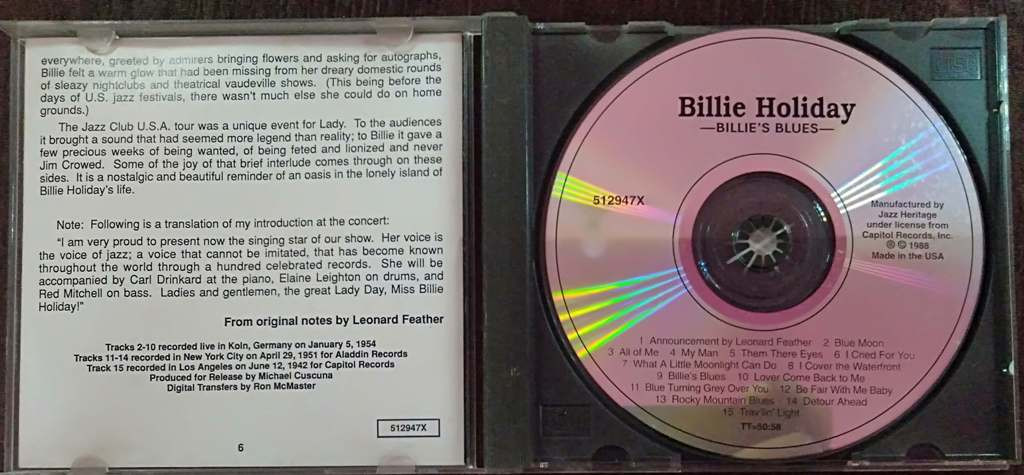 everywhere, greeted by admirers bringing flowers and asking for autographs,
Billie felt a warm glow that had been missing from her dreary domestic rounds
of sleazy nightclubs and theatrical vaudeville shows. (This being before the
days of U.S. jazz festivals, there wasn't much else she could do on home
grounds.)
The Jazz Club U.S.A. tour was a unique event for Lady. To the audiences
it brought a sound that had seemed more legend than reality; to Billie it gave a
few precious weeks of being wanted, of being feted and lionized and never
Jim Crowed. Some of the joy of that brief interlude comes through on these
sides. It is a nostalgic and beautiful reminder of an oasis in the lonely island of
Billie Holiday's life.
Note: Following is a translation of my introduction at the concert:
"I am very proud to present now the singing star of our show. Her voice is
the voice of jazz; a voice that cannot be imitated, that has become known
throughout the world through a hundred celebrated records. She will be
accompanied by Carl Drinkard at the piano, Elaine Leighton on drums, and
Red Mitchell on bass. Ladies and gentlemen, the great Lady Day, Miss Billie
Holiday!"
From original notes by Leonard Feather
Tracks 2-10 recorded live in Koln, Germany on January 5, 1954
Tracks 11-14 recorded in New York City on April 29, 1951 for Aladdin Records
Track 15 recorded in Los Angeles on June 12, 1942 for Capitol Records
Produced for Release by Michael Cuscuna
Digital Transfers by Ron McMaster
512947X
6
Billie Holiday
—BILLIE'S BLUES—
512947X
Manufactured by
Jazz Heritage
under license from
Capitol Records, Inc.
℗ © 1988
Made in the USA
1 Announcement by Leonard Feather 2 Blue Moon
3 All of Me 4 My Man 5 Them There Eyes 6 I Cried For You
7 What A Little Moonlight Can Do 8 I Cover the Waterfront
9 Billie's Blues 10 Lover Come Back to Me
11 Blue Turning Grey Over You 12 Be Fair With Me Baby
13 Rocky Mountain Blues 14 Detour Ahead
15 Trav'lin' Light
TT=50:58